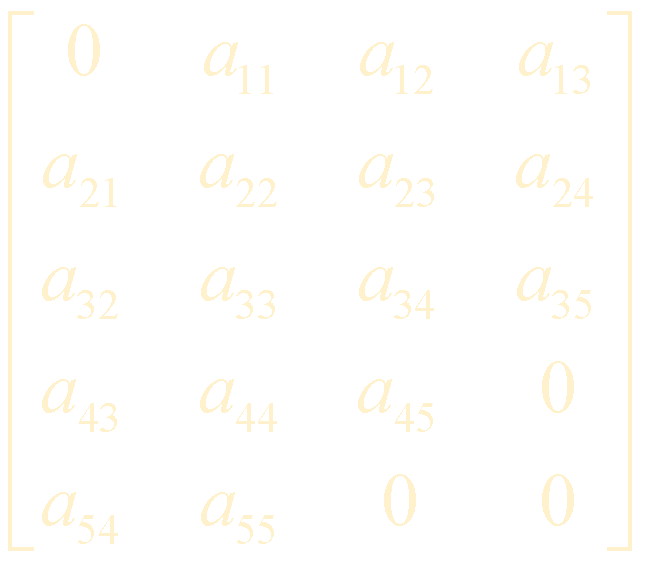 0 a₁₁ a₁₂ a₁₃
a₂₁ a₂₂ a₂₃ a₂₄
a₃₂ a₃₃ a₃₄ a₃₅
a₄₃ a₄₄ a₄₅ 0
a₅₄ a₅₅ 0 0